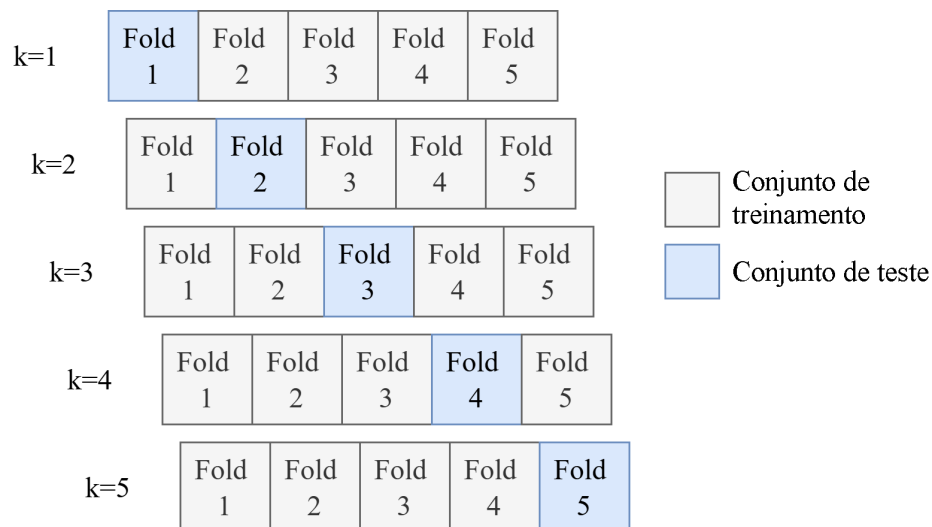 k=1
Fold 1
Fold 2
Fold 3
Fold 4
Fold 5
k=2
Fold 1
Fold 2
Fold 3
Fold 4
Fold 5
k=3
Fold 1
Fold 2
Fold 3
Fold 4
Fold 5
k=4
Fold 1
Fold 2
Fold 3
Fold 4
Fold 5
k=5
Fold 1
Fold 2
Fold 3
Fold 4
Fold 5
Conjunto de
treinamento
Conjunto de teste